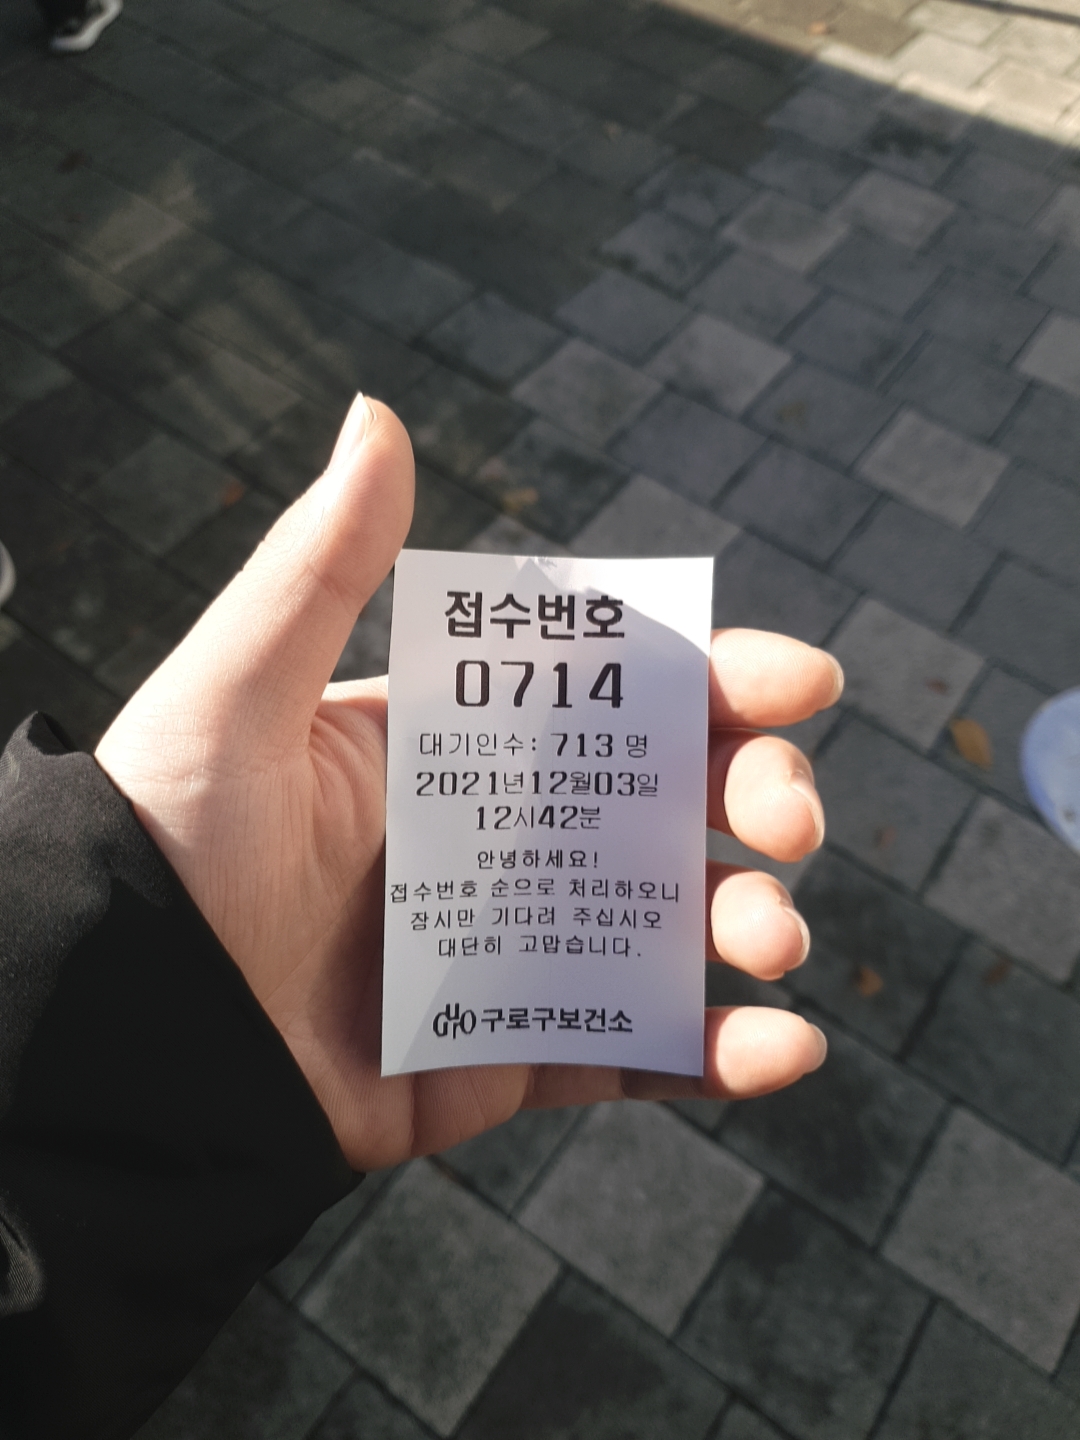 접수번호
0714
대기인수: 713 명
2021년12월03일
12시42분
안녕하세요!
접수번호 순으로 처리하오니
잠시만 기다려 주십시오
대단히 고맙습니다.
GURO 구로구보건소